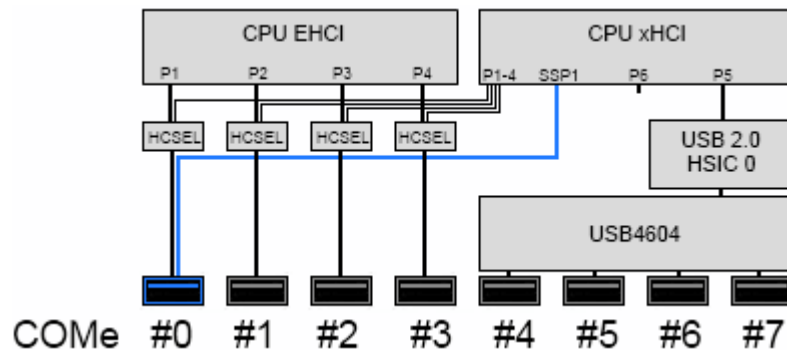 CPU EHCI CPU xHCI
P1 P2 P3 P4 P1-4 SSP1 P6 P5
HCSEL HCSEL HCSEL HCSEL
USB 2.0
HSIC 0
USB4604
COMe #0 #1 #2 #3 #4 #5 #6 #7